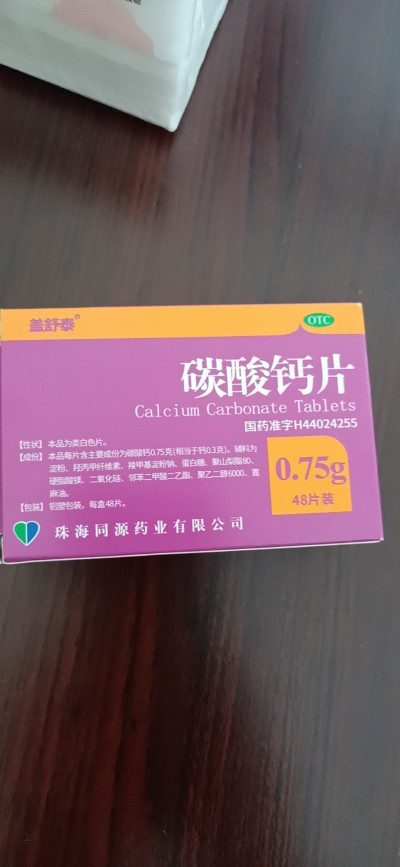 盖舒泰®
OTC
碳酸钙片
Calcium Carbonate Tablets
国药准字H44024255
【性状】本品为类白色片。
【成份】本品每片含主要成份为碳酸钙0.75克(相当于钙0.3克)。辅料为
淀粉、羟丙甲纤维素、羧甲基淀粉钠、蛋白糖、聚山梨酯80、
硬脂酸镁、二氧化硅、邻苯二甲酸二乙酯、聚乙二醇6000、蓖
麻油。
【包装】铝塑包装，每盒48片。
0.75g
48片装
珠海同源药业有限公司